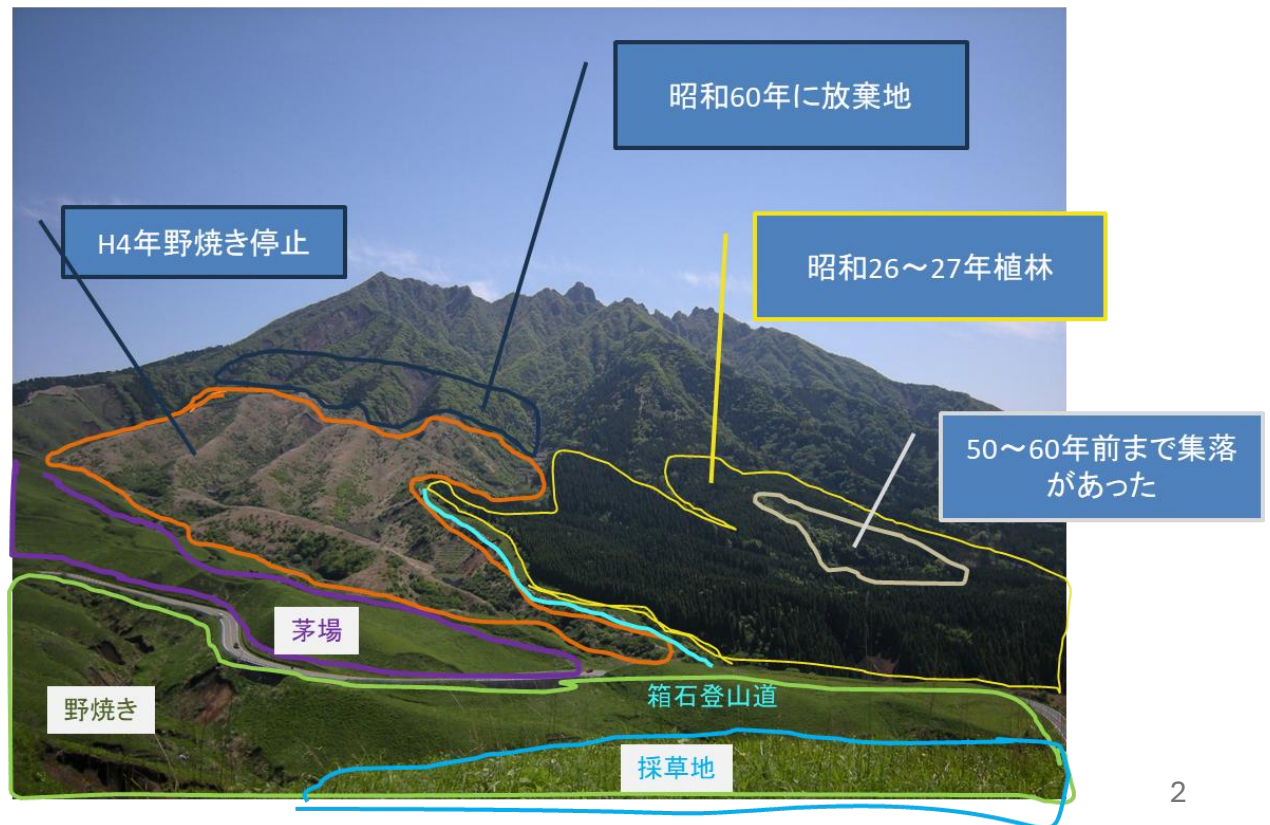 昭和60年に放棄地
H4年野焼き停止
昭和26～27年植林
50～60年前まで集落
があった
茅場
箱石登山道
野焼き
採草地
2